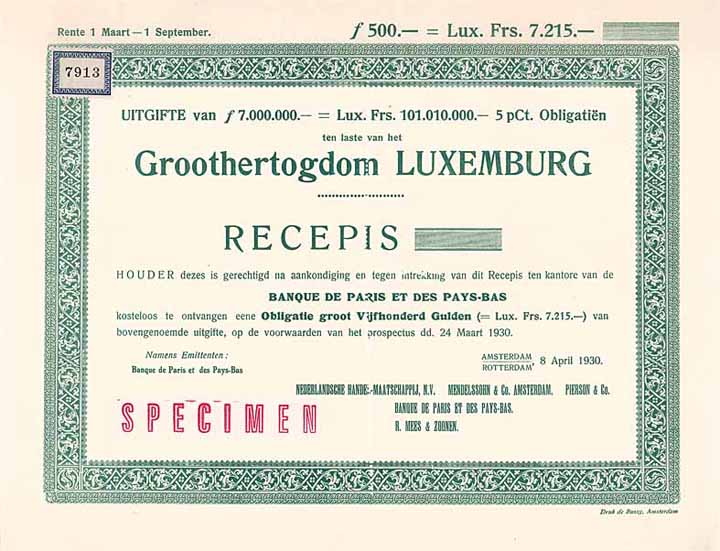 Rente 1 Maart — 1 September.
ƒ 500.— = Lux. Frs. 7.215.—
7913
UITGIFTE van ƒ 7.000.000.— = Lux. Frs. 101.010.000.— 5 pCt. Obligatiën
ten laste van het
Groothertogdom LUXEMBURG
RECEPIS
HOUDER dezes is gerechtigd na aankondiging en tegen intrekking van dit Recepis ten kantore van de
BANQUE DE PARIS ET DES PAYS-BAS
kosteloos te ontvangen eene Obligatie groot Vijfhonderd Gulden (= Lux. Frs. 7.215.—) van
bovengenoemde uitgifte, op de voorwaarden van het prospectus dd. 24 Maart 1930.
Namens Emittenten:
Banque de Paris et des Pays-Bas
AMSTERDAM
ROTTERDAM, 8 April 1930.
NEDERLANDSCHE HANDEL-MAATSCHAPPIJ, N.V. MENDELSSOHN & Co. AMSTERDAM. PIERSON & Co.
BANQUE DE PARIS ET DES PAYS-BAS.
R. MEES & ZOONEN.
SPECIMEN
Druk de Bussy, Amsterdam